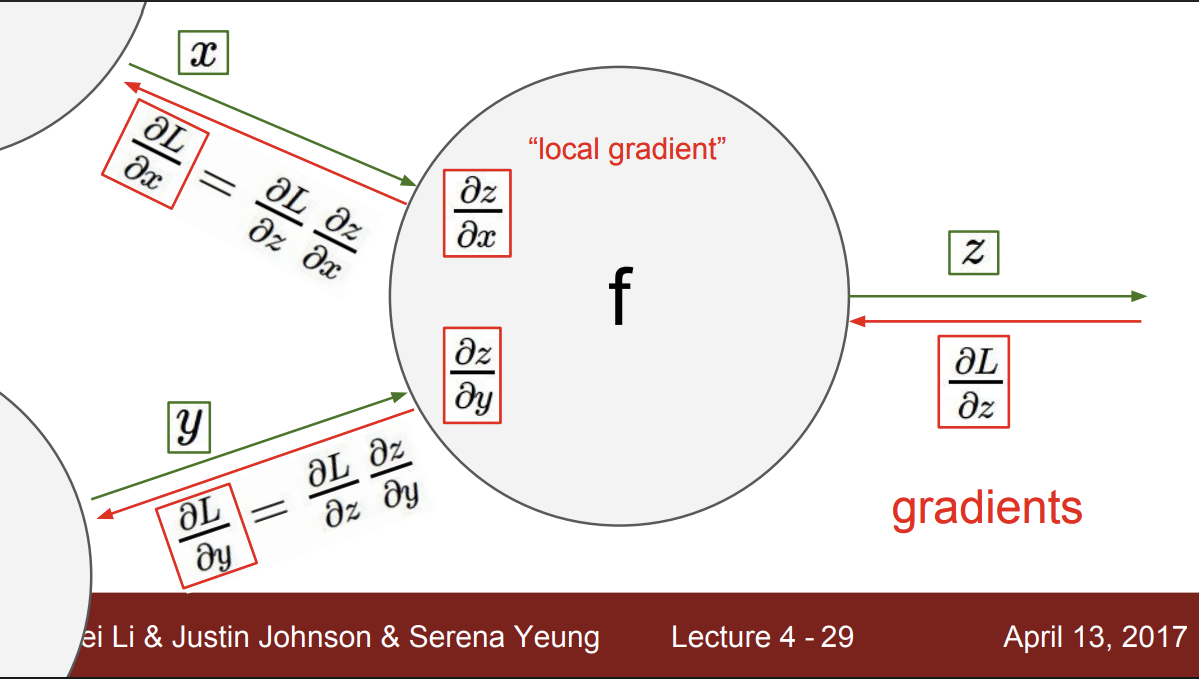 x
∂L/∂x = ∂L/∂z ∂z/∂x
“local gradient”
∂z/∂x
f
z
∂z/∂y
∂L/∂z
y
∂L/∂y = ∂L/∂z ∂z/∂y
gradients
ei Li & Justin Johnson & Serena Yeung
Lecture 4 - 29
April 13, 2017